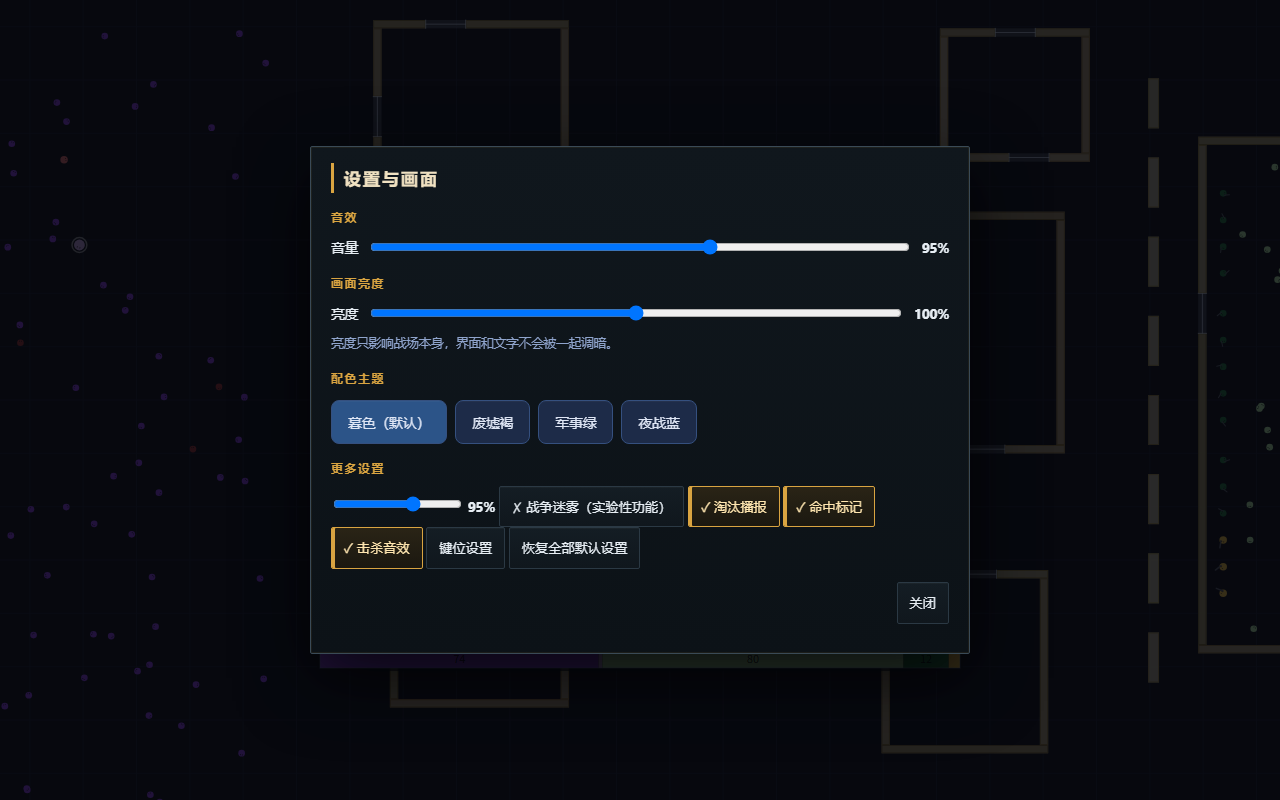 设置与画面
音效
音量 95%
画面亮度
亮度 100%
亮度只影响战场本身，界面和文字不会被一起调暗。
配色主题
暮色（默认） 废墟褐 军事绿 夜战蓝
更多设置
95% ✗ 战争迷雾（实验性功能） ✓ 淘汰播报 ✓ 命中标记
✓ 击杀音效 键位设置 恢复全部默认设置
关闭